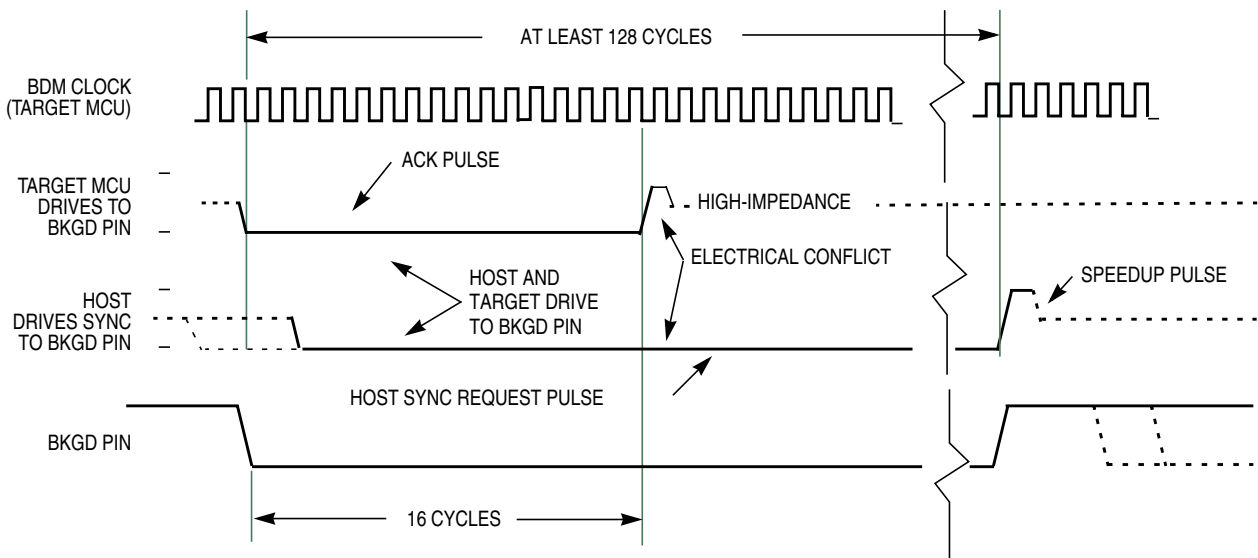 AT LEAST 128 CYCLES
BDM CLOCK
(TARGET MCU)
ACK PULSE
TARGET MCU
DRIVES TO
BKGD PIN
HIGH-IMPEDANCE
ELECTRICAL CONFLICT
HOST AND
TARGET DRIVE
TO BKGD PIN
SPEEDUP PULSE
HOST
DRIVES SYNC
TO BKGD PIN
HOST SYNC REQUEST PULSE
BKGD PIN
16 CYCLES